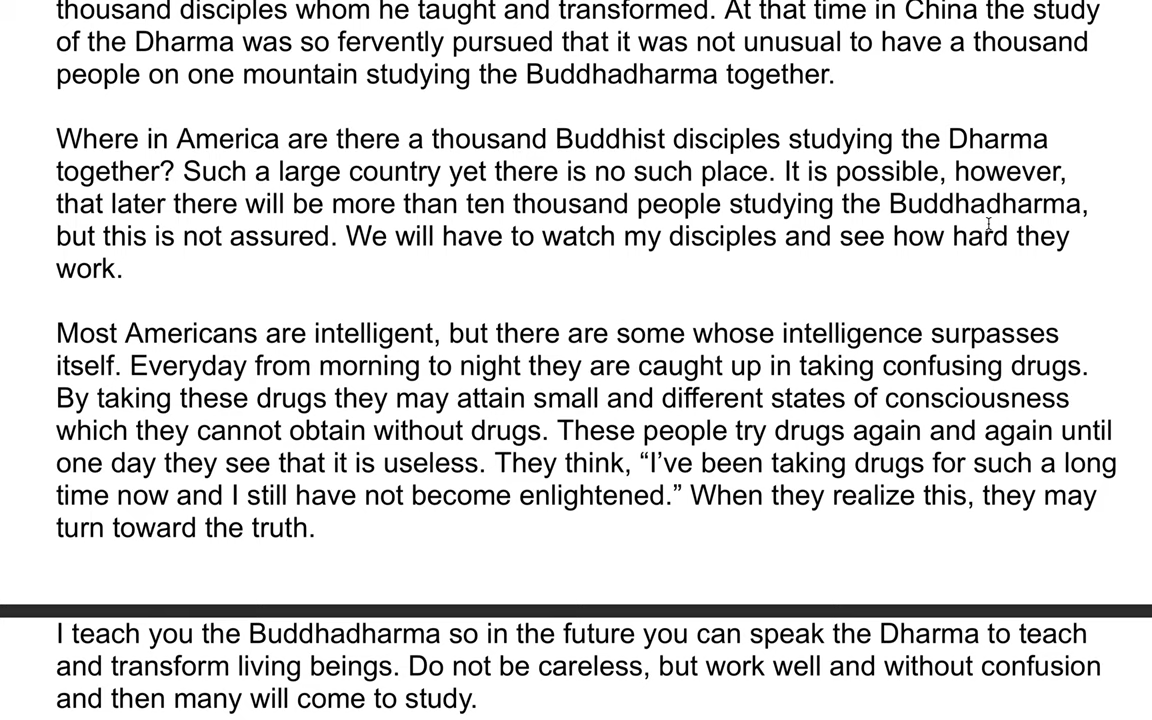 thousand disciples whom he taught and transformed. At that time in China the study
of the Dharma was so fervently pursued that it was not unusual to have a thousand
people on one mountain studying the Buddhadharma together.
Where in America are there a thousand Buddhist disciples studying the Dharma
together? Such a large country yet there is no such place. It is possible, however,
that later there will be more than ten thousand people studying the Buddhadharma,
but this is not assured. We will have to watch my disciples and see how hard they
work.
Most Americans are intelligent, but there are some whose intelligence surpasses
itself. Everyday from morning to night they are caught up in taking confusing drugs.
By taking these drugs they may attain small and different states of consciousness
which they cannot obtain without drugs. These people try drugs again and again until
one day they see that it is useless. They think, “I’ve been taking drugs for such a long
time now and I still have not become enlightened.” When they realize this, they may
turn toward the truth.
I teach you the Buddhadharma so in the future you can speak the Dharma to teach
and transform living beings. Do not be careless, but work well and without confusion
and then many will come to study.